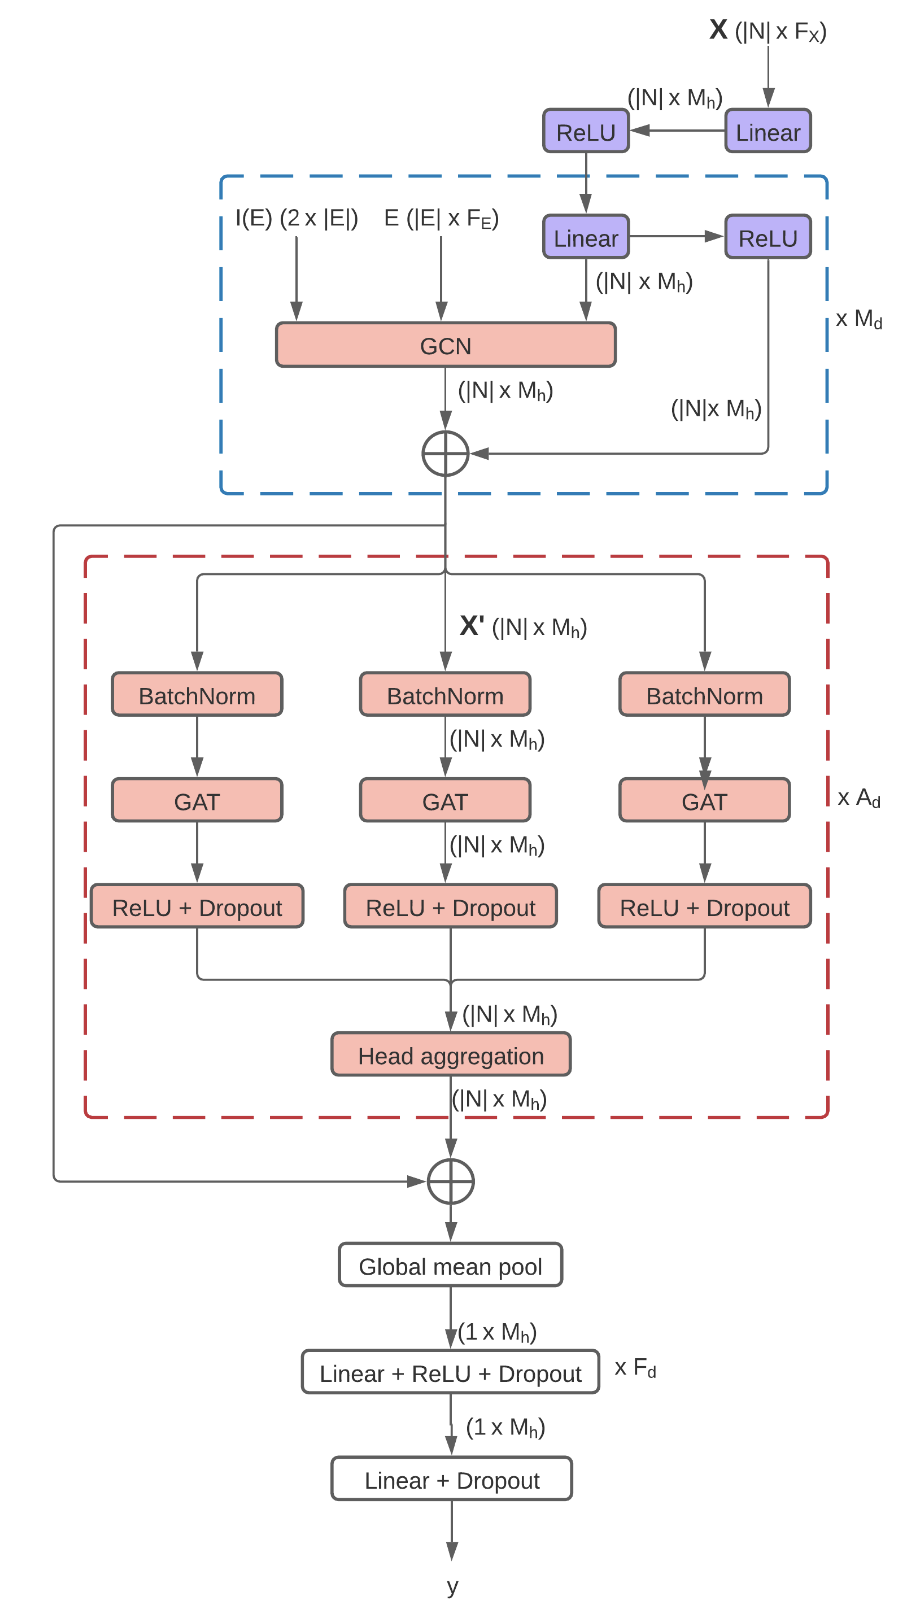 X (|N| x F_X)
(|N| x M_h)
ReLU
Linear
I(E) (2 x |E|)
E (|E| x F_E)
Linear
ReLU
(|N| x M_h)
x M_d
GCN
(|N| x M_h)
(|N|x M_h)
X' (|N| x M_h)
BatchNorm
BatchNorm
BatchNorm
(|N| x M_h)
GAT
GAT
GAT
x A_d
(|N| x M_h)
ReLU + Dropout
ReLU + Dropout
ReLU + Dropout
(|N| x M_h)
Head aggregation
(|N| x M_h)
Global mean pool
(1 x M_h)
Linear + ReLU + Dropout
x F_d
(1 x M_h)
Linear + Dropout
y